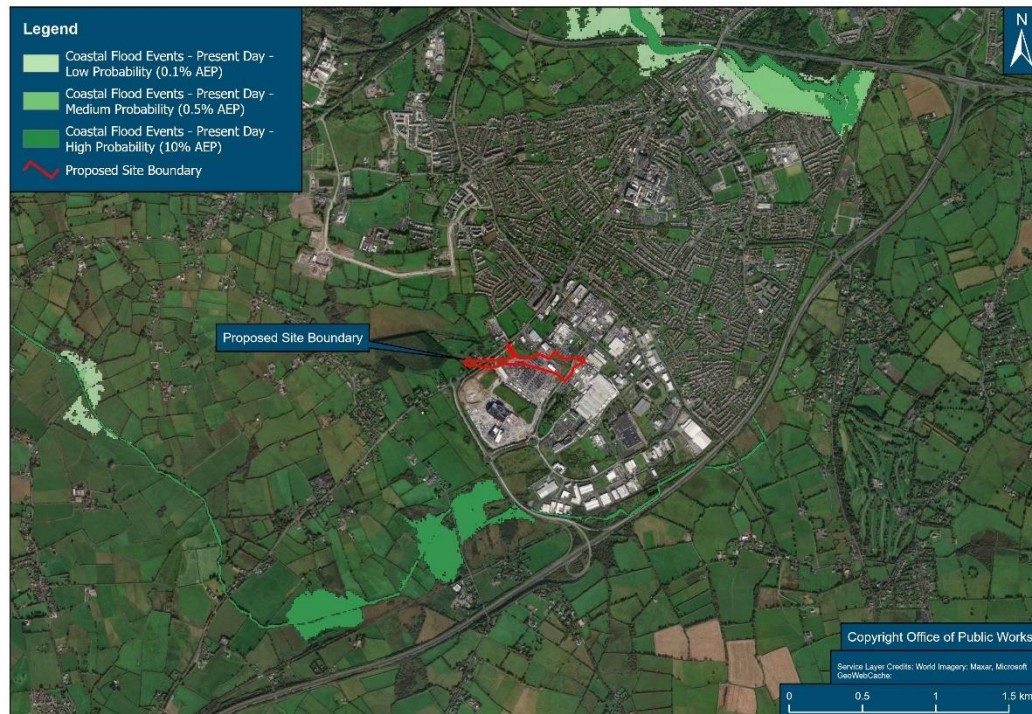 Legend
Coastal Flood Events - Present Day -
Low Probability (0.1% AEP)
Coastal Flood Events - Present Day -
Medium Probability (0.5% AEP)
Coastal Flood Events - Present Day -
High Probability (10% AEP)
Proposed Site Boundary
N
Proposed Site Boundary
Copyright Office of Public Works
Service Layer Credits: World Imagery: Maxar, Microsoft
GeoWebCache:
0 0.5 1 1.5 km